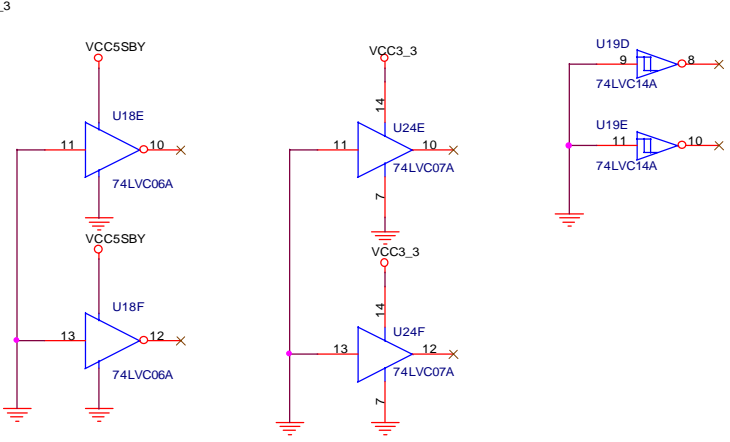 _3
VCC5SBY
U18E
11
10
74LVC06A
VCC5SBY
U18F
13
12
74LVC06A
VCC3_3
14
U24E
11
10
74LVC07A
7
VCC3_3
14
U24F
13
12
74LVC07A
7
U19D
9
8
74LVC14A
U19E
11
10
74LVC14A